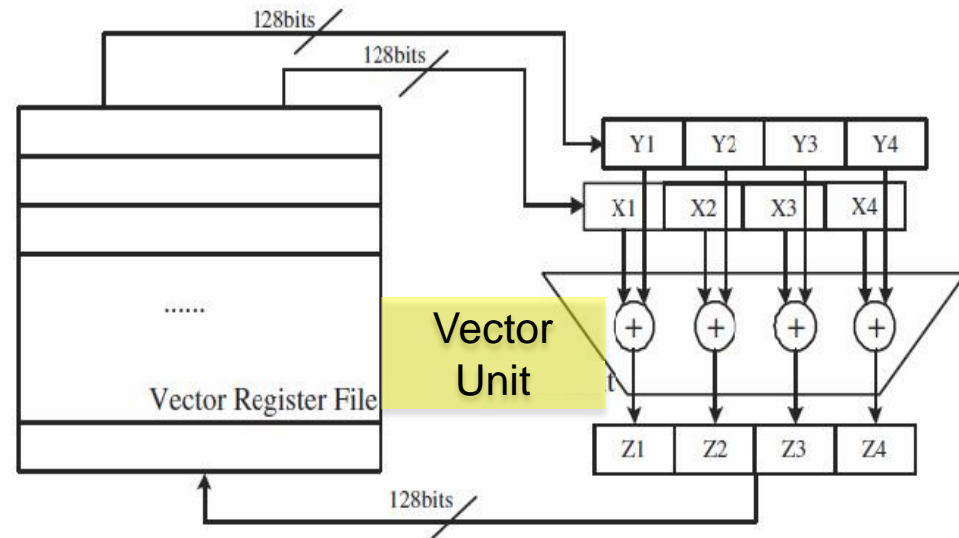 128bits
128bits
Y1 Y2 Y3 Y4
X1 X2 X3 X4
......
+ + + +
Vector
Unit
Vector Register File
Z1 Z2 Z3 Z4
128bits